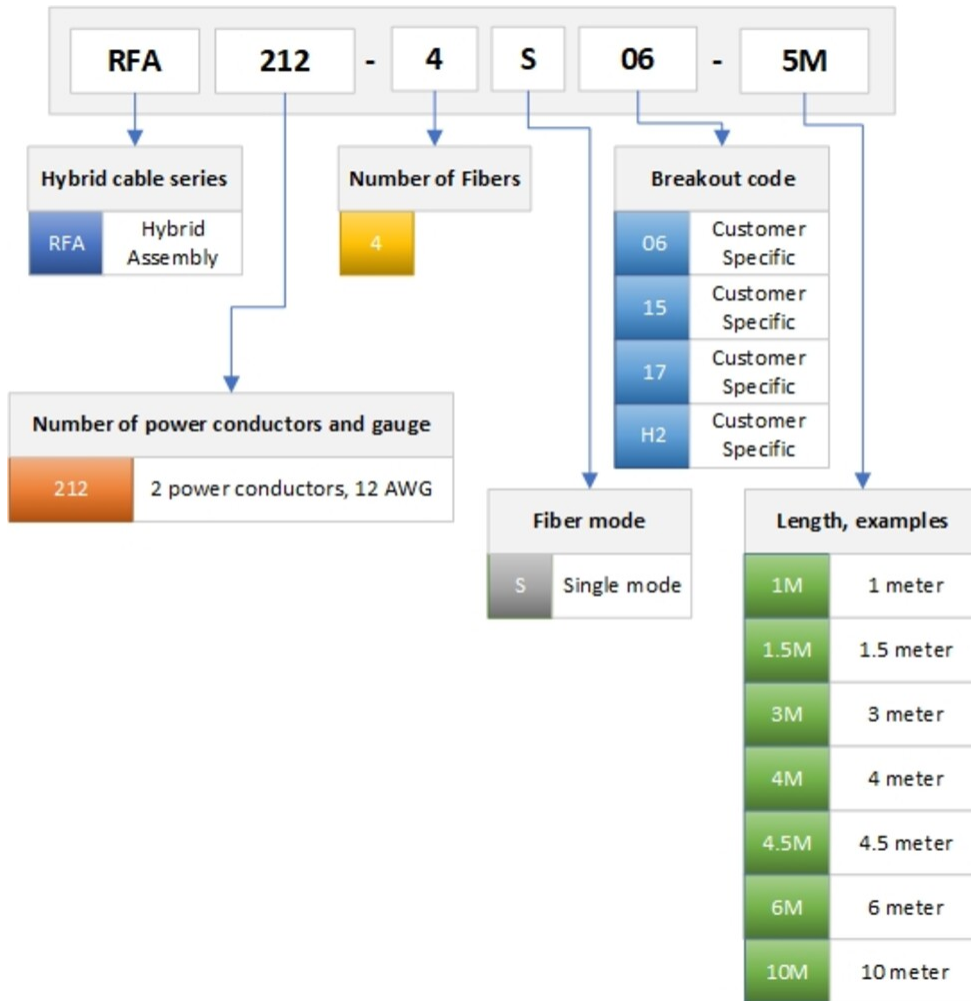 RFA 212 - 4 S 06 - 5M
Hybrid cable series
RFA Hybrid
Assembly
Number of Fibers
4
Breakout code
06 Customer
Specific
15 Customer
Specific
17 Customer
Specific
H2 Customer
Specific
Number of power conductors and gauge
212 2 power conductors, 12 AWG
Fiber mode
S Single mode
Length, examples
1M 1 meter
1.5M 1.5 meter
3M 3 meter
4M 4 meter
4.5M 4.5 meter
6M 6 meter
10M 10 meter